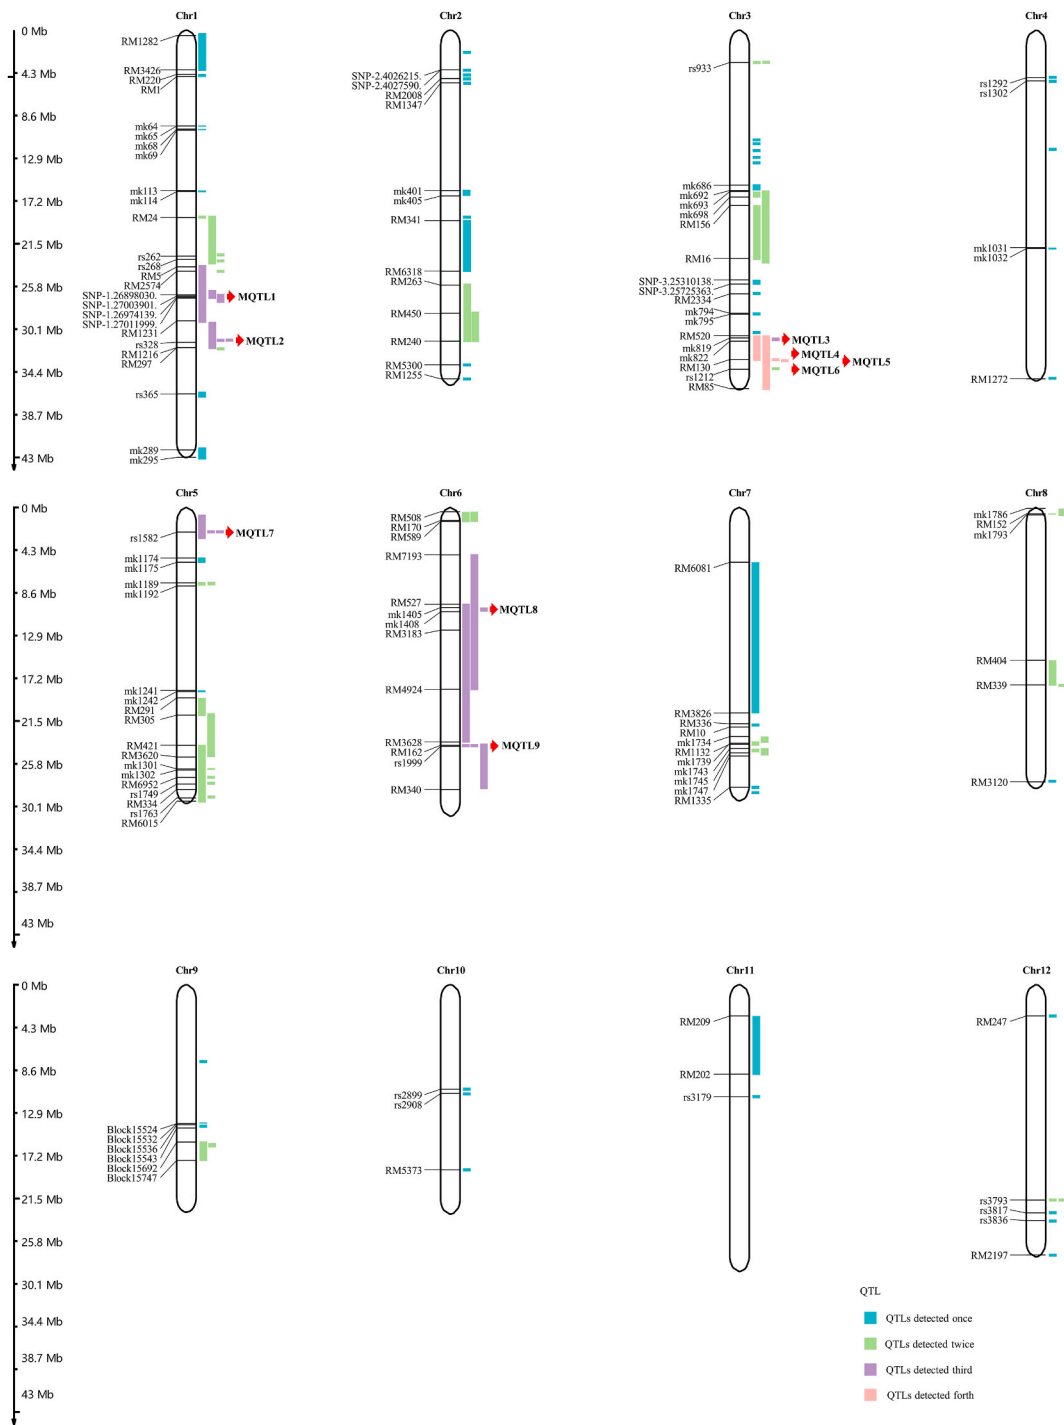 Chr1
Chr2
Chr3
Chr4
0 Mb
4.3 Mb
8.6 Mb
12.9 Mb
17.2 Mb
21.5 Mb
25.8 Mb
30.1 Mb
34.4 Mb
38.7 Mb
43 Mb
RM1282
RM3426
RM220
RM1
mk64
mk65
mk68
mk69
mk113
mk114
RM24
rs262
rs268
RM5
RM2574
SNP-1.26898030.
SNP-1.27003901.
SNP-1.26974139.
SNP-1.27011999.
RM1231
rs328
RM1216
RM297
rs365
mk289
mk295
MQTL1
MQTL2
SNP-2.4026215.
SNP-2.4027590.
RM2008
RM1347
mk401
mk405
RM341
RM6318
RM263
RM450
RM240
RM5300
RM1255
rs933
mk686
mk692
mk693
mk698
RM156
RM16
SNP-3.25310138.
SNP-3.25725363.
RM2334
mk794
mk795
RM520
mk819
mk822
RM130
rs1212
RM85
MQTL3
MQTL4
MQTL5
MQTL6
rs1292
rs1302
mk1031
mk1032
RM1272
Chr5
Chr6
Chr7
Chr8
0 Mb
4.3 Mb
8.6 Mb
12.9 Mb
17.2 Mb
21.5 Mb
25.8 Mb
30.1 Mb
34.4 Mb
38.7 Mb
43 Mb
rs1582
mk1174
mk1175
mk1189
mk1192
mk1241
mk1242
RM291
RM305
RM421
RM3620
mk1301
mk1302
RM6952
rs1749
RM334
rs1763
RM6015
MQTL7
RM508
RM170
RM589
RM7193
RM527
mk1405
mk1408
RM3183
RM4924
RM3628
RM162
rs1999
RM340
MQTL8
MQTL9
RM6081
RM3826
RM336
RM10
mk1734
RM1132
mk1739
mk1743
mk1745
mk1747
RM1335
mk1786
RM152
mk1793
RM404
RM339
RM3120
Chr9
Chr10
Chr11
Chr12
0 Mb
4.3 Mb
8.6 Mb
12.9 Mb
17.2 Mb
21.5 Mb
25.8 Mb
30.1 Mb
34.4 Mb
38.7 Mb
43 Mb
Block15524
Block15532
Block15536
Block15543
Block15692
Block15747
rs2899
rs2908
RM5373
RM209
RM202
rs3179
RM247
rs3793
rs3817
rs3836
RM2197
QTL
QTLs detected once
QTLs detected twice
QTLs detected third
QTLs detected forth